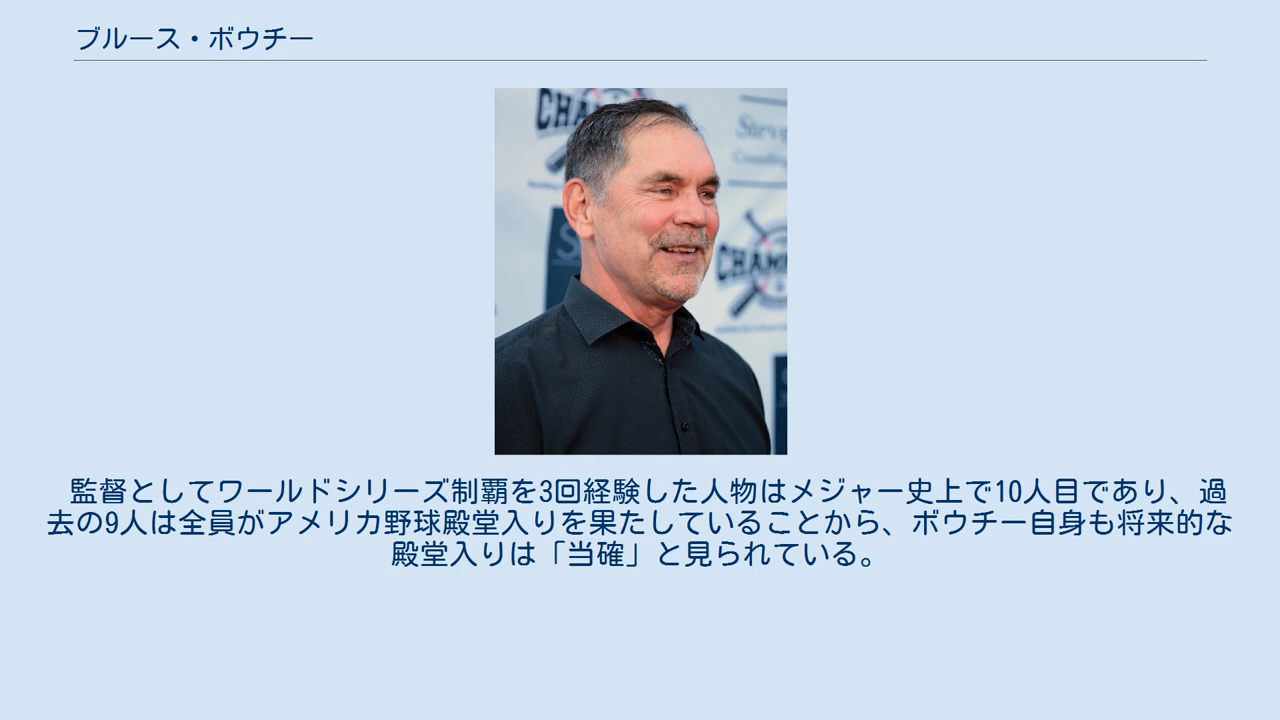 ブルース・ボウチー
CHAM
Steve
Consulting
S
CHAM
監督としてワールドシリーズ制覇を3回経験した人物はメジャー史上で10人目であり、過
去の9人は全員がアメリカ野球殿堂入りを果たしていることから、ボウチー自身も将来的な
殿堂入りは「当確」と見られている。